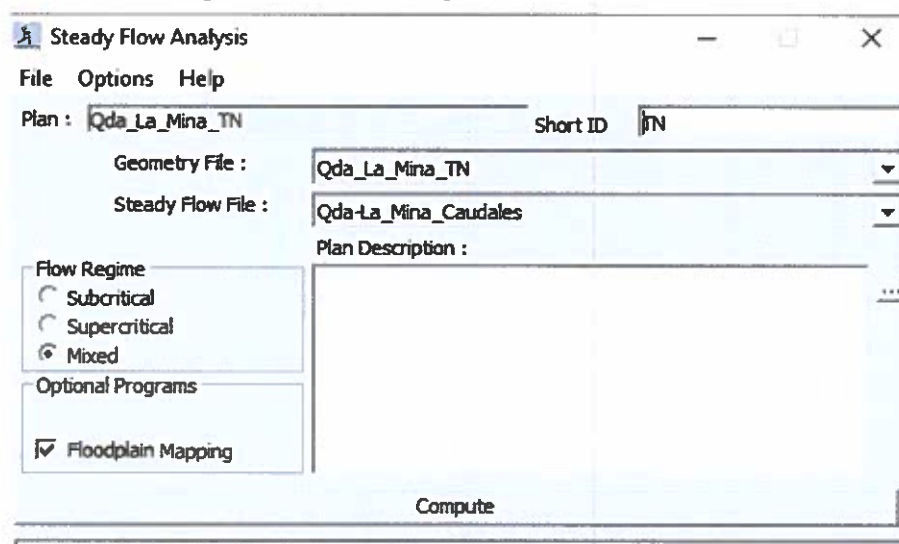 Steady Flow Analysis
File Options Help
Plan : Qda_La_Mina_TN Short ID TN
Geometry File : Qda_La_Mina_TN
Steady Flow File : Qda-La_Mina_Caudales
Plan Description :
Flow Regime
Subcritical
Supercritical
Mixed
Optional Programs
Floodplain Mapping
...
Compute